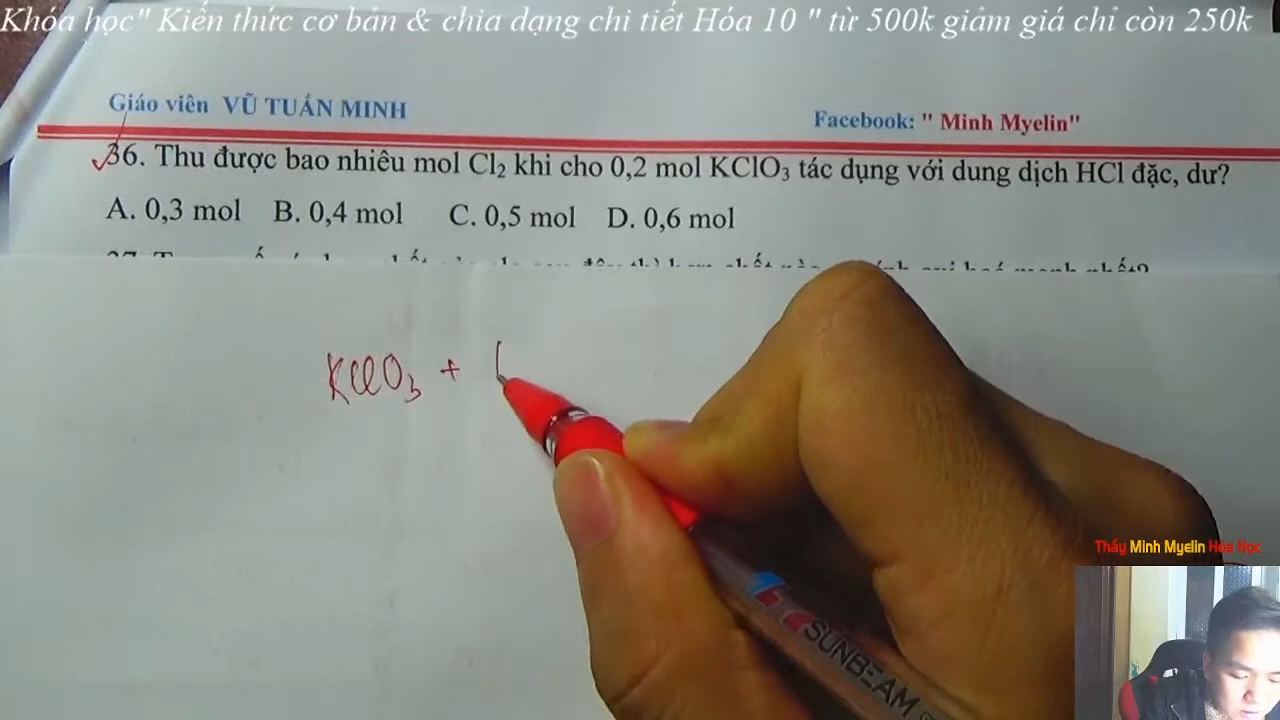 Khóa học" Kiến thức cơ bản & chia dạng chi tiết Hóa 10 " từ 500k giảm giá chỉ còn 250k
Giáo viên VŨ TUẤN MINH Facebook: " Minh Myelin"
36. Thu được bao nhiêu mol Cl₂ khi cho 0,2 mol KClO₃ tác dụng với dung dịch HCl đặc, dư?
A. 0,3 mol B. 0,4 mol C. 0,5 mol D. 0,6 mol
KClO₃ +
SUNBEAM
Thầy Minh Myelin Hóa Học